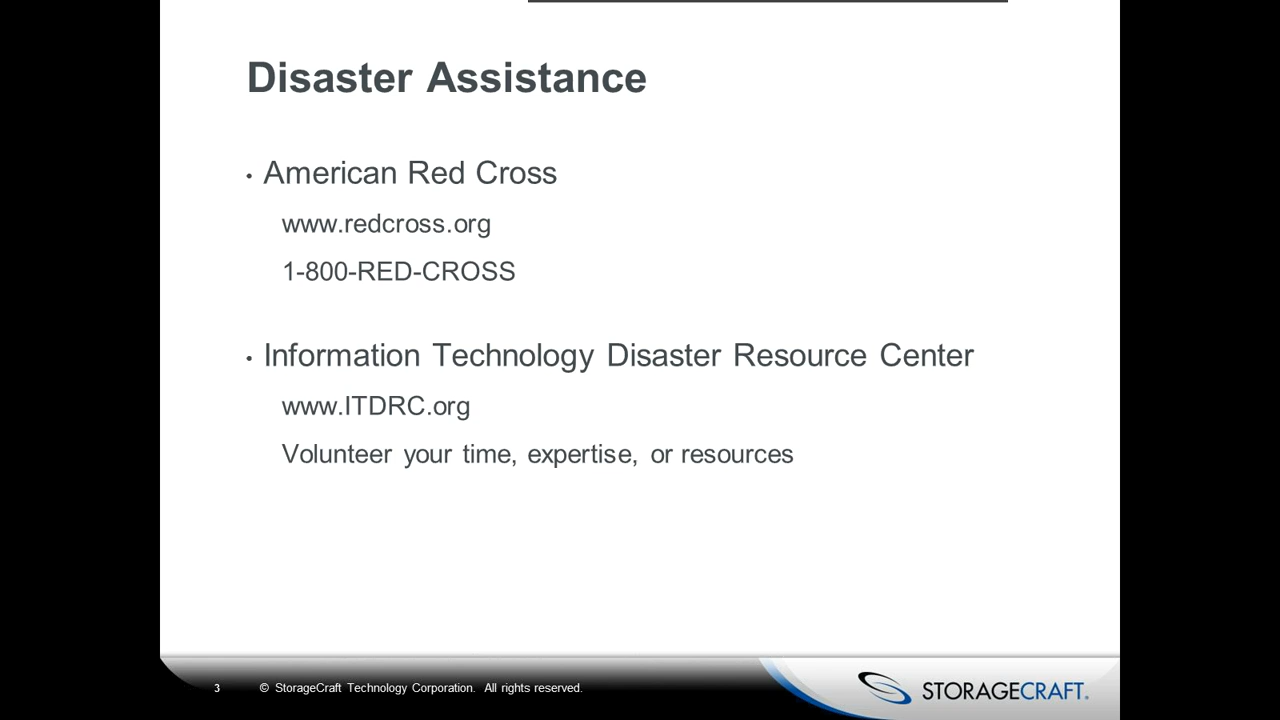 Disaster Assistance
• American Red Cross
www.redcross.org
1-800-RED-CROSS
• Information Technology Disaster Resource Center
www.ITDRC.org
Volunteer your time, expertise, or resources
3 © StorageCraft Technology Corporation. All rights reserved.
STORAGECRAFT